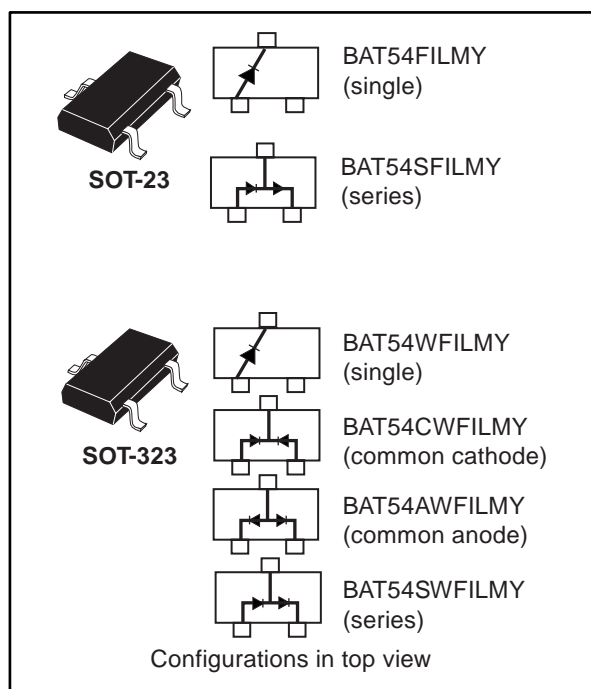 BAT54FILMY
(single)
SOT-23
BAT54SFILMY
(series)
BAT54WFILMY
(single)
SOT-323
BAT54CWFILMY
(common cathode)
BAT54AWFILMY
(common anode)
BAT54SWFILMY
(series)
Configurations in top view